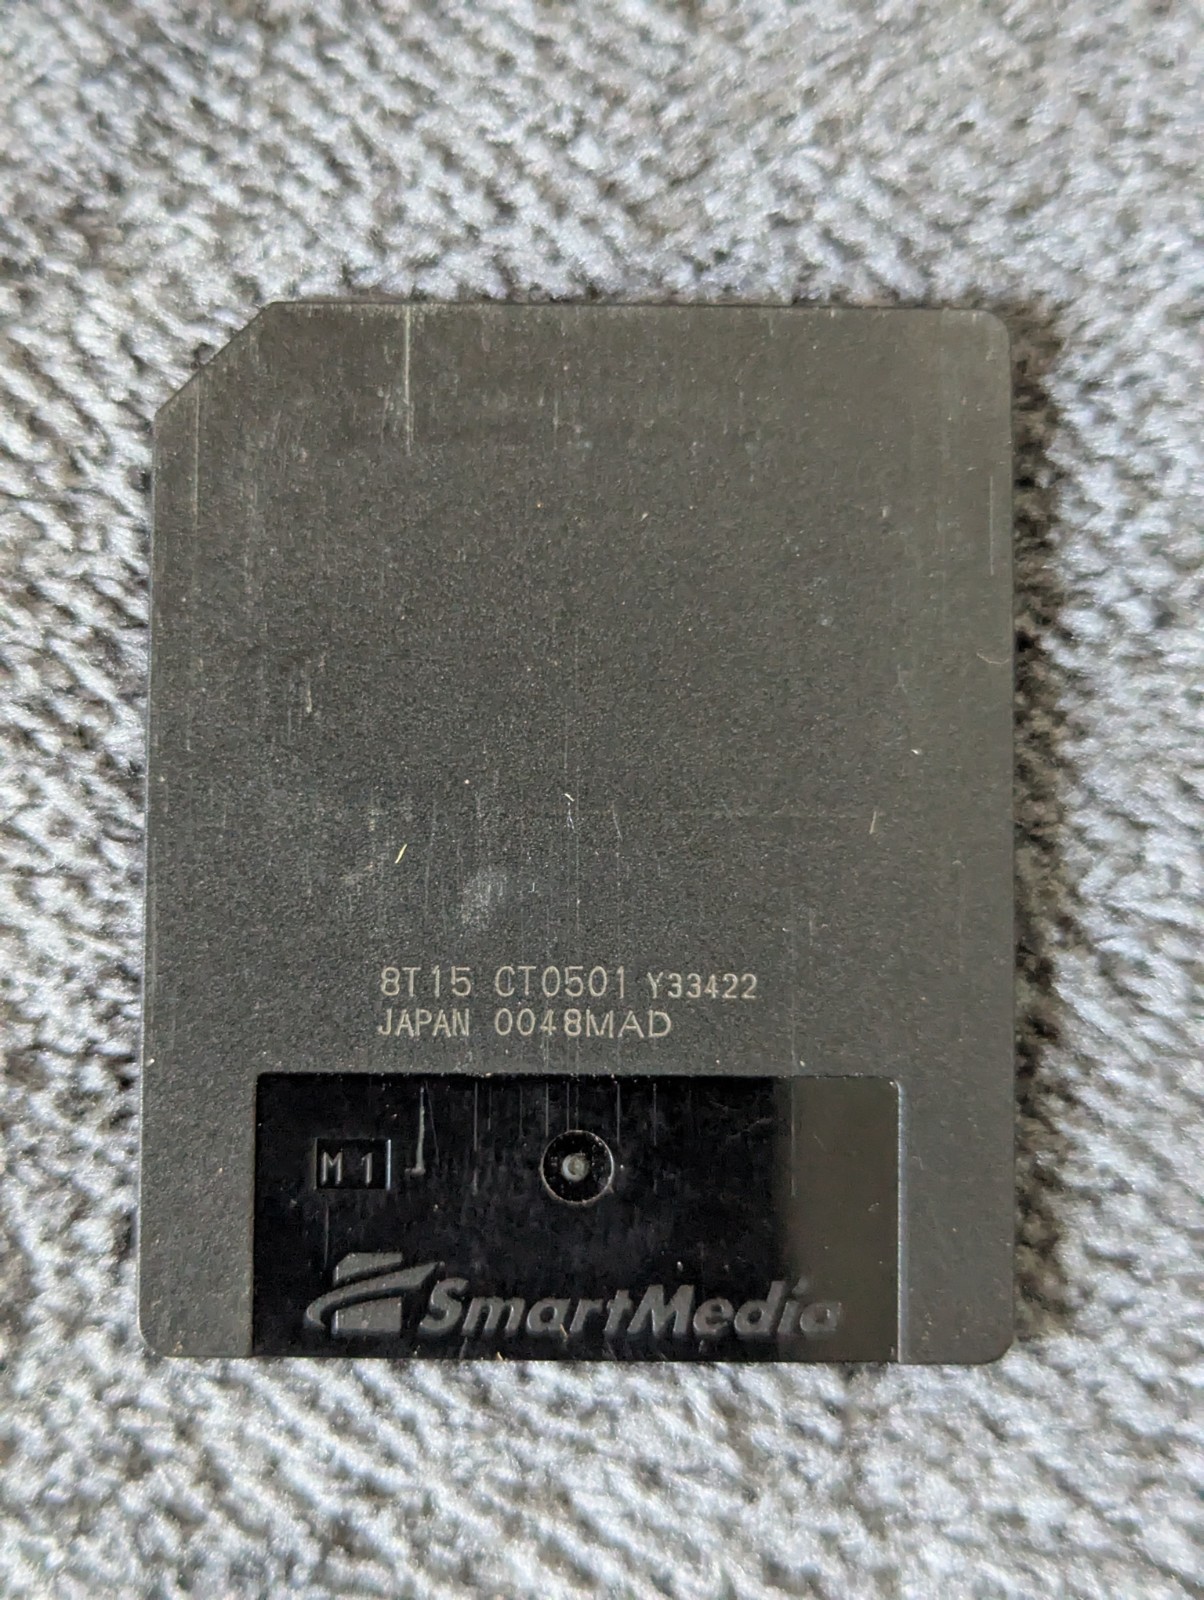 8T15 CT0501 Y33422
JAPAN 0048MAD
M1
SmartMedia